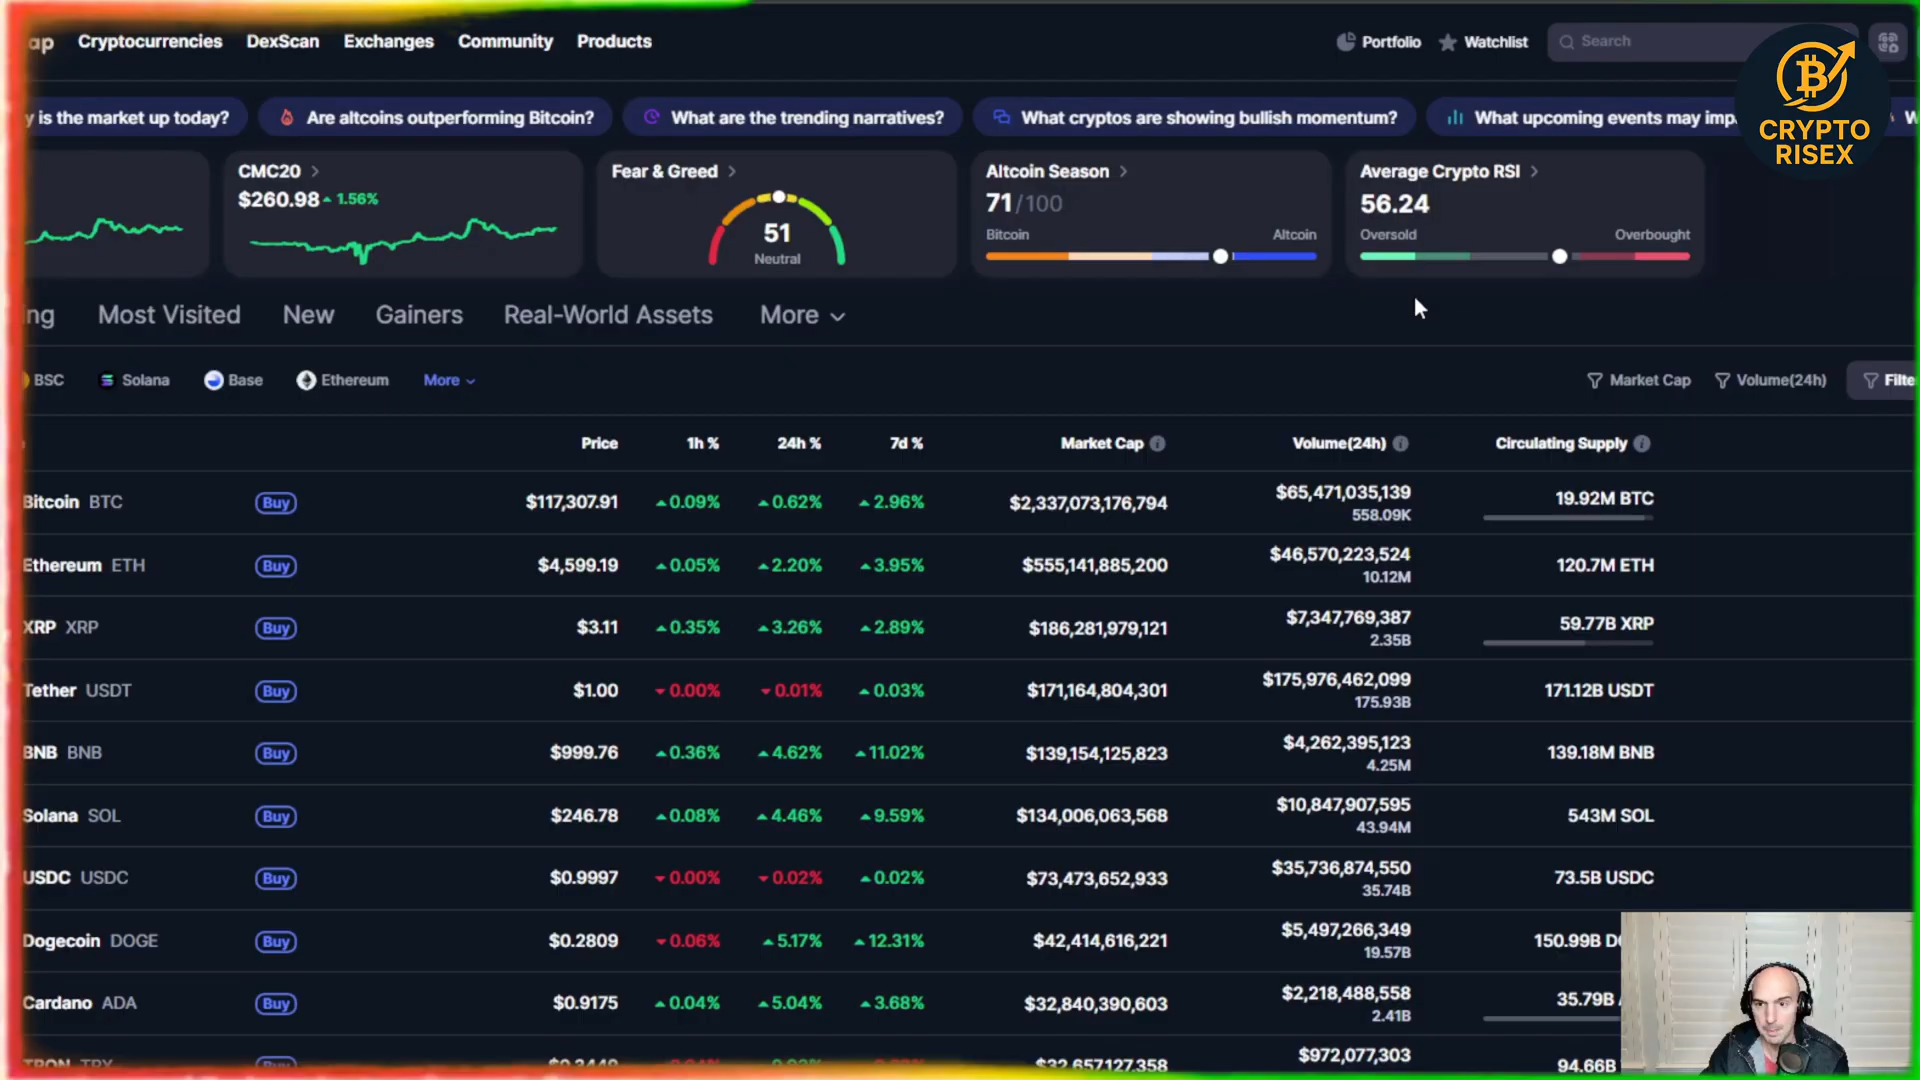 ap Cryptocurrencies DexScan Exchanges Community Products Portfolio Watchlist Search
CRYPTO
RISEX
y is the market up today? Are altcoins outperforming Bitcoin? What are the trending narratives? What cryptos are showing bullish momentum? What upcoming events may imp W
CMC20 Fear & Greed Altcoin Season Average Crypto RSI
$260.98 1.56% 71/100 56.24
51
Neutral
Bitcoin Altcoin Oversold Overbought
ng Most Visited New Gainers Real-World Assets More
BSC Solana Base Ethereum More Market Cap Volume(24h) Filte
Price 1h % 24h % 7d % Market Cap Volume(24h) Circulating Supply
Bitcoin BTC Buy $117,307.91 0.09% 0.62% 2.96% $2,337,073,176,794 $65,471,035,139 19.92M BTC
558.09K
Ethereum ETH Buy $4,599.19 0.05% 2.20% 3.95% $555,141,885,200 $46,570,223,524 120.7M ETH
10.12M
XRP XRP Buy $3.11 0.35% 3.26% 2.89% $186,281,979,121 $7,347,769,387 59.77B XRP
2.35B
Tether USDT Buy $1.00 0.00% 0.01% 0.03% $171,164,804,301 $175,976,462,099 171.12B USDT
175.93B
BNB BNB Buy $999.76 0.36% 4.62% 11.02% $139,154,125,823 $4,262,395,123 139.18M BNB
4.25M
Solana SOL Buy $246.78 0.08% 4.46% 9.59% $134,006,063,568 $10,847,907,595 543M SOL
43.94M
USDC USDC Buy $0.9997 0.00% 0.02% 0.02% $73,473,652,933 $35,736,874,550 73.5B USDC
35.74B
Dogecoin DOGE Buy $0.2809 0.06% 5.17% 12.31% $42,414,616,221 $5,497,266,349 150.99B D
19.57B
Cardano ADA Buy $0.9175 0.04% 5.04% 3.68% $32,840,390,603 $2,218,488,558 35.79B
2.41B
TRON TRX Buy $32,657,127,358 $972,077,303 94.66B